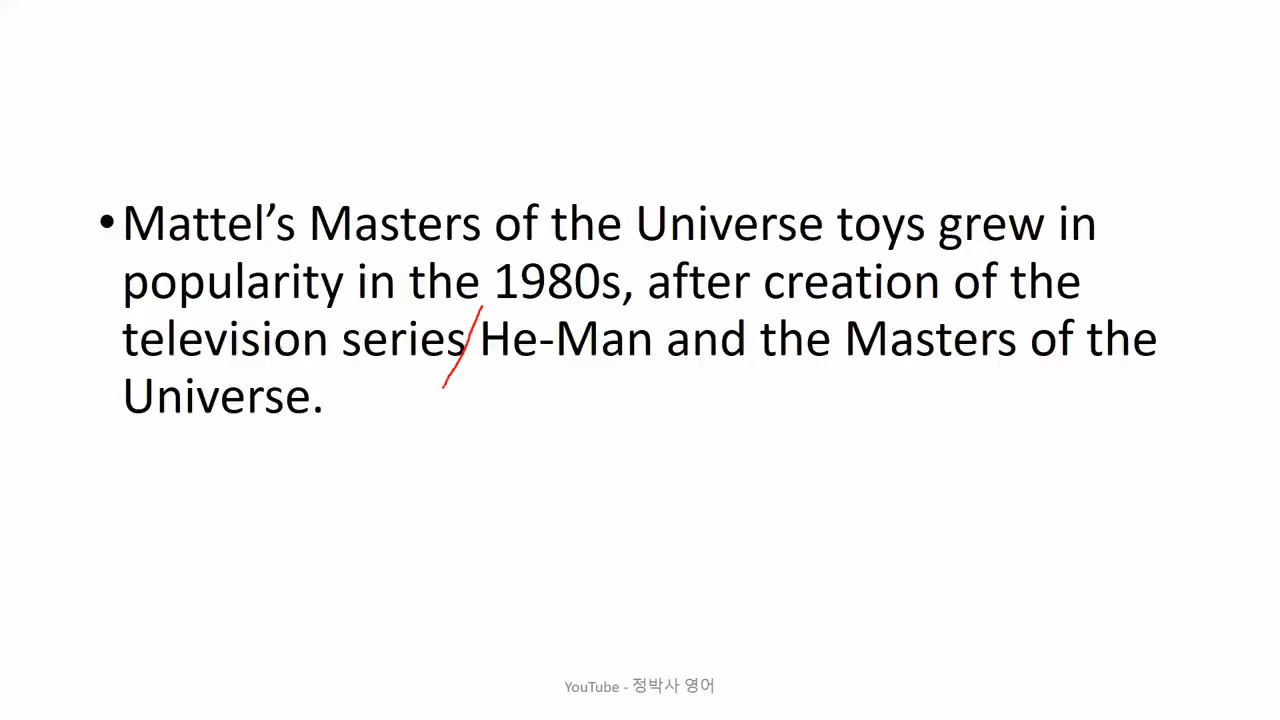 •Mattel’s Masters of the Universe toys grew in
popularity in the 1980s, after creation of the
television series He-Man and the Masters of the
Universe.
YouTube - 정박사 영어